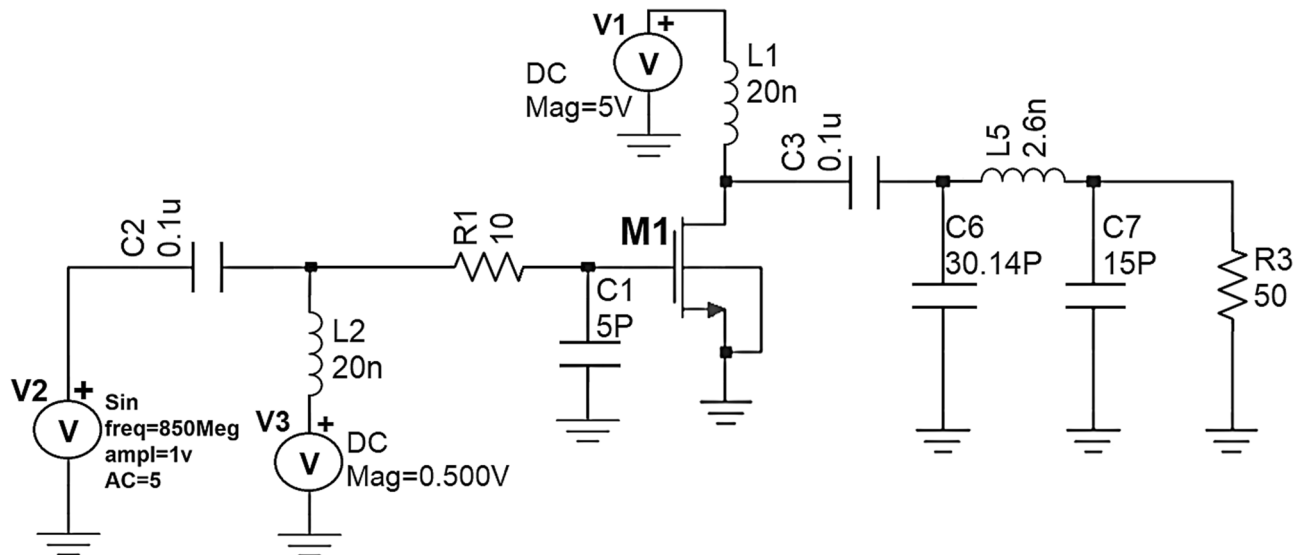 V1
+
V
DC
Mag=5V
L1
20n
C3
0.1u
L5
2.6n
C2
0.1u
R1
10
M1
C6
30.14P
C7
15P
R3
50
C1
5P
L2
20n
V2
+
V
Sin
freq=850Meg
ampl=1v
AC=5
V3
+
V
DC
Mag=0.500V